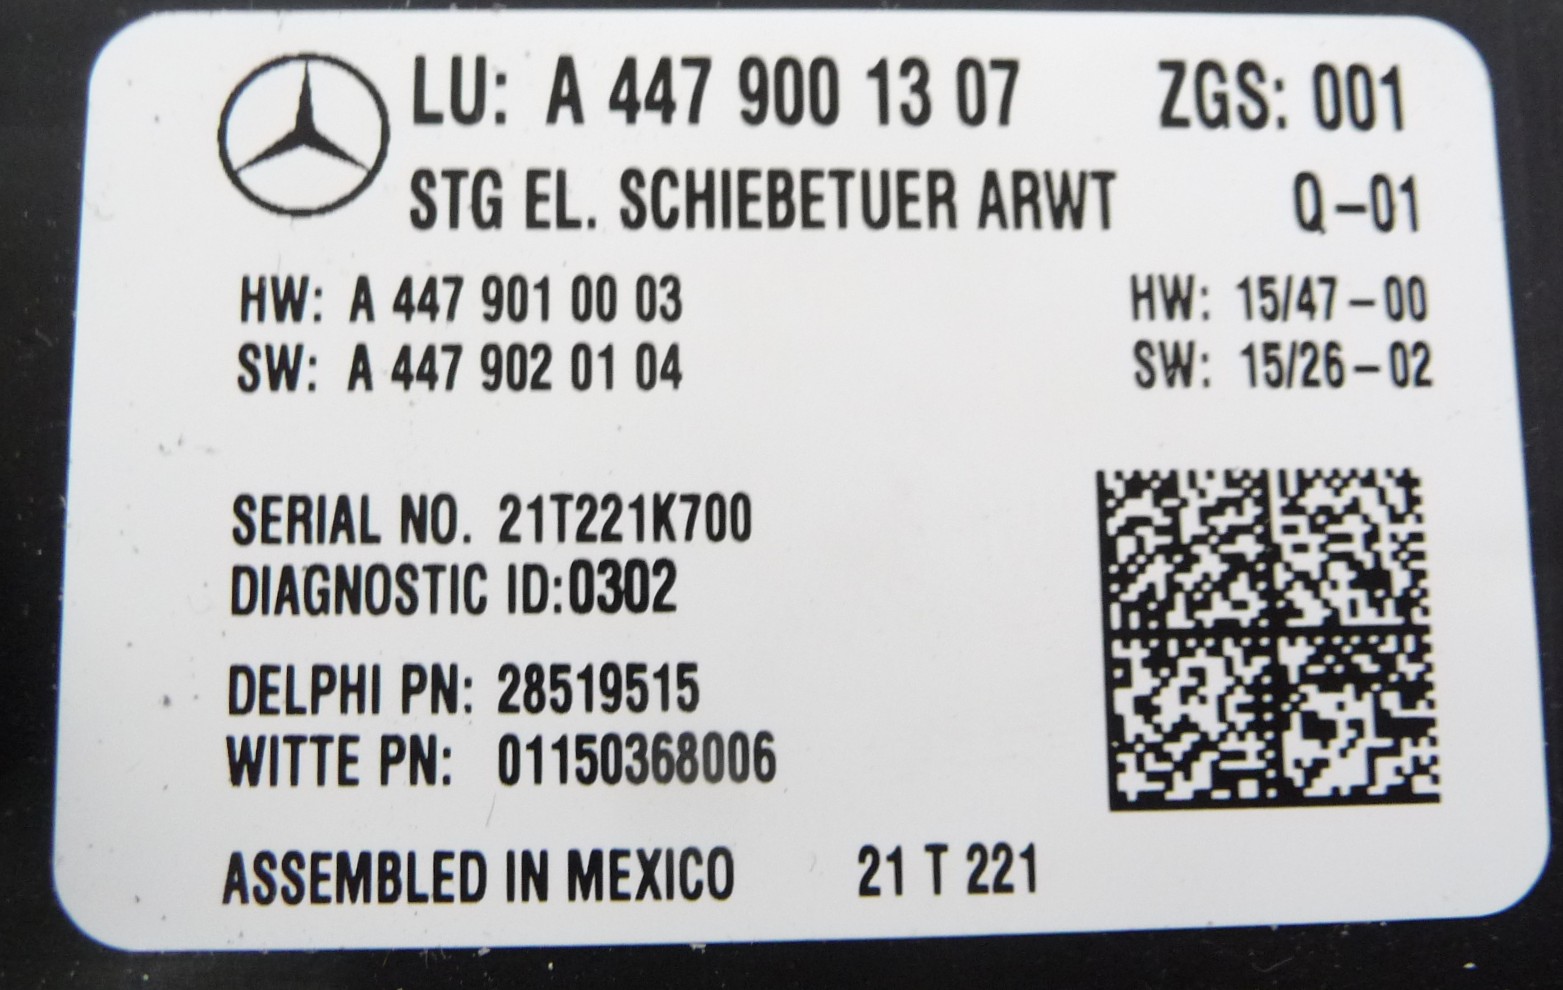 LU: A 447 900 13 07 ZGS: 001
STG EL. SCHIEBETUER ARWT Q-01
HW: A 447 901 00 03 HW: 15/47-00
SW: A 447 902 01 04 SW: 15/26-02
SERIAL NO. 21T221K700
DIAGNOSTIC ID:0302
DELPHI PN: 28519515
WITTE PN: 01150368006
ASSEMBLED IN MEXICO 21 T 221